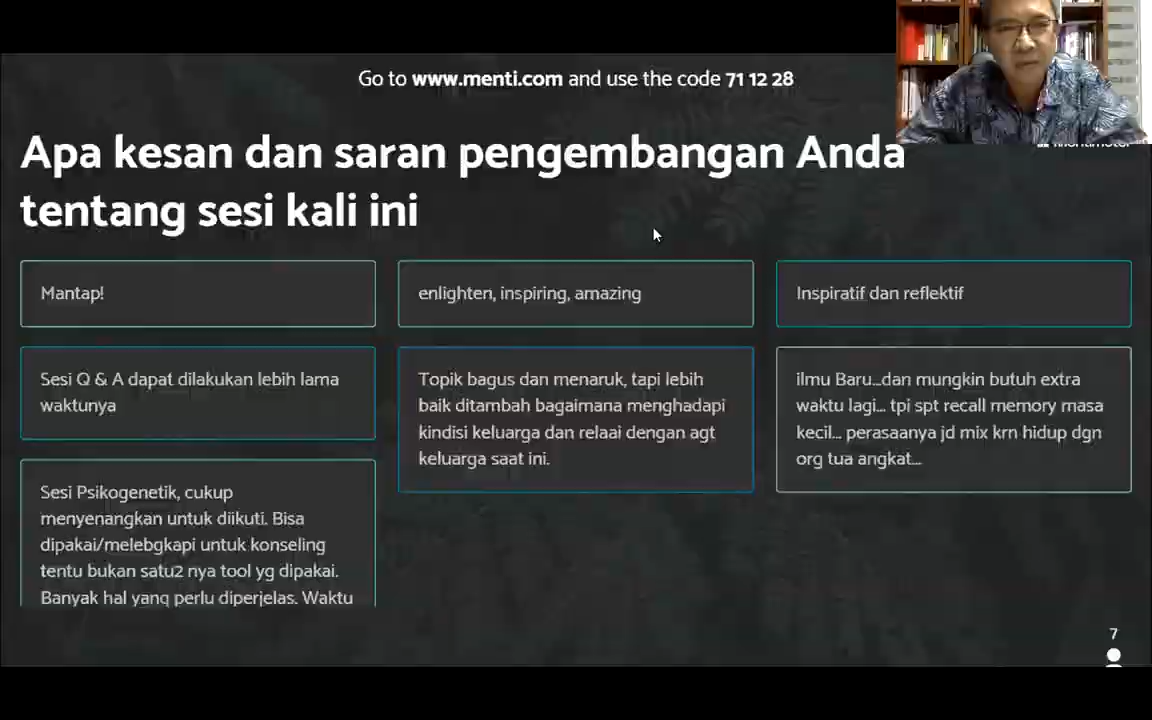 Go to www.menti.com and use the code 71 12 28
Apa kesan dan saran pengembangan Anda
tentang sesi kali ini
Mantap!
enlighten, inspiring, amazing
Inspiratif dan reflektif
Sesi Q & A dapat dilakukan lebih lama
waktunya
Topik bagus dan menaruk, tapi lebih
baik ditambah bagaimana menghadapi
kindisi keluarga dan relaai dengan agt
keluarga saat ini.
ilmu Baru...dan mungkin butuh extra
waktu lagi... tpi spt recall memory masa
kecil... perasaanya jd mix krn hidup dgn
org tua angkat...
Sesi Psikogenetik, cukup
menyenangkan untuk diikuti. Bisa
dipakai/melebgkapi untuk konseling
tentu bukan satu2 nya tool yg dipakai.
Banyak hal yang perlu diperjelas. Waktu
7